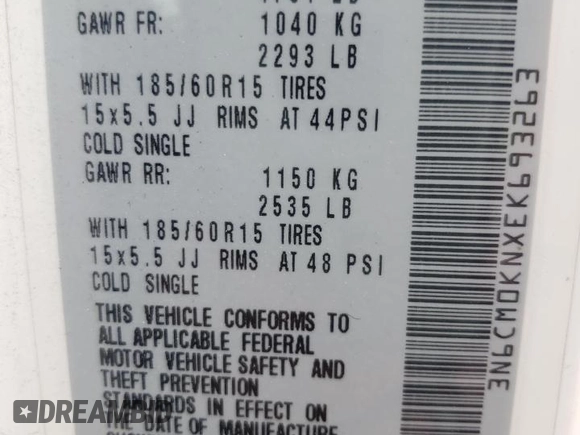 GAWR FR: 1040 KG
2293 LB
WITH 185/60R15 TIRES
15x5.5 JJ RIMS AT 44PSI
COLD SINGLE
GAWR RR: 1150 KG
2535 LB
WITH 185/60R15 TIRES
15x5.5 JJ RIMS AT 48 PSI
COLD SINGLE
THIS VEHICLE CONFORMS TO
ALL APPLICABLE FEDERAL
MOTOR VEHICLE SAFETY AND
THEFT PREVENTION
STANDARDS IN EFFECT ON
THE DATE OF MANUFACTURE
3N6CM0KNXEK693263